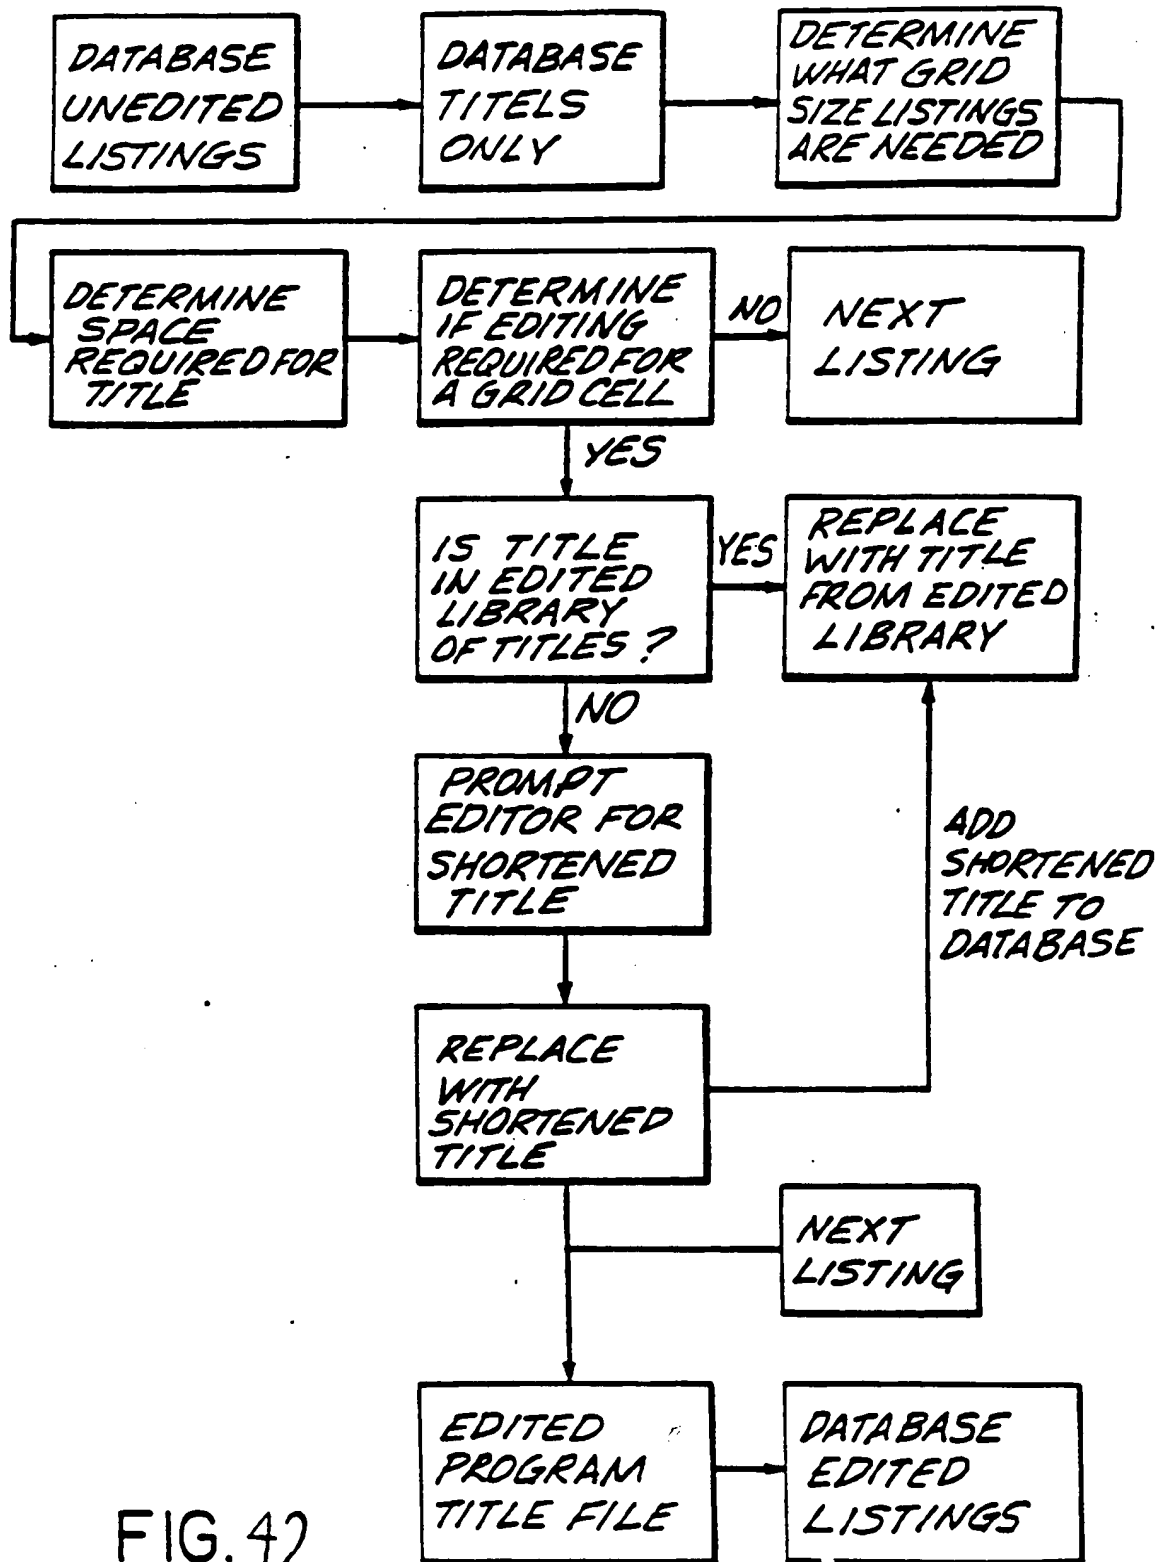 DATABASE
UNEDITED
LISTINGS
DATABASE
TITELS
ONLY
DETERMINE
WHAT GRID
SIZE LISTINGS
ARE NEEDED
DETERMINE
SPACE
REQUIRED FOR
TITLE
DETERMINE
IF EDITING
REQUIRED FOR
A GRID CELL
NO
NEXT
LISTING
YES
IS TITLE
IN EDITED
LIBRARY
OF TITLES?
YES
REPLACE
WITH TITLE
FROM EDITED
LIBRARY
NO
PROMPT
EDITOR FOR
SHORTENED
TITLE
ADD
SHORTENED
TITLE TO
DATABASE
REPLACE
WITH
SHORTENED
TITLE
NEXT
LISTING
EDITED
PROGRAM
TITLE FILE
DATABASE
EDITED
LISTINGS
FIG. 42